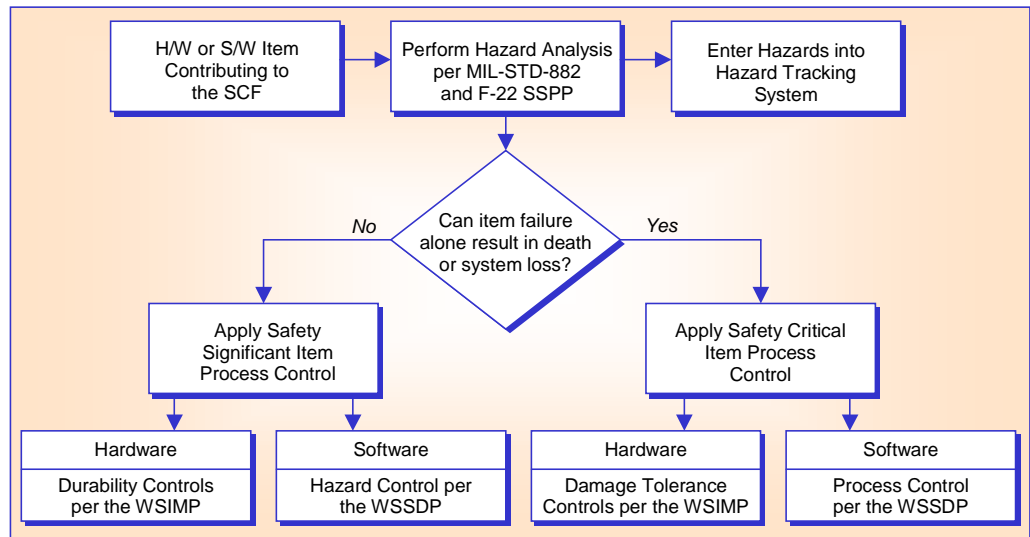 H/W or S/W Item
Contributing to
the SCF
Perform Hazard Analysis
per MIL-STD-882
and F-22 SSPP
Enter Hazards into
Hazard Tracking
System
Can item failure
alone result in death
or system loss?
No
Yes
Apply Safety
Significant Item
Process Control
Apply Safety Critical
Item Process
Control
Hardware
Durability Controls
per the WSIMP
Software
Hazard Control per
the WSSDP
Hardware
Damage Tolerance
Controls per the WSIMP
Software
Process Control
per the WSSDP